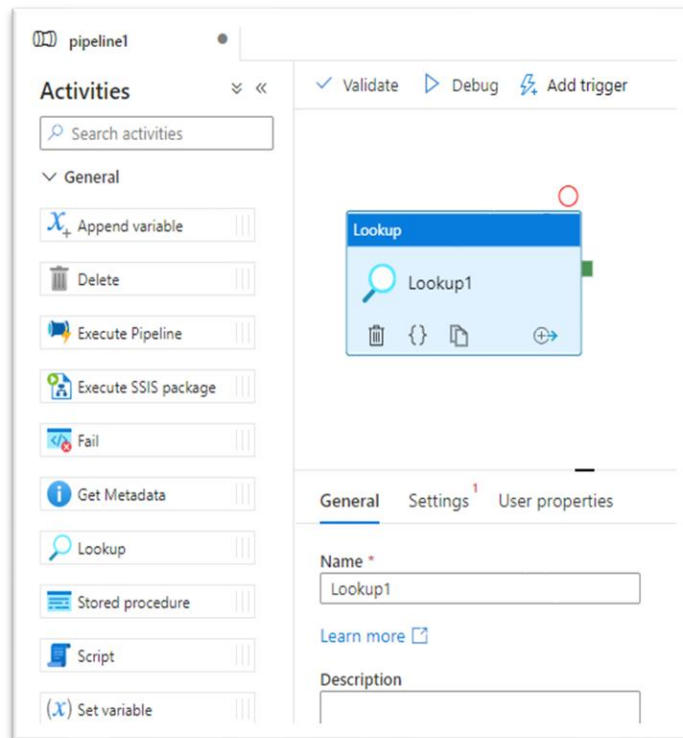 pipeline1
Activities
Search activities
General
Append variable
Delete
Execute Pipeline
Execute SSIS package
Fail
Get Metadata
Lookup
Stored procedure
Script
(x) Set variable
Validate Debug Add trigger
Lookup
Lookup1
{}
General Settings 1 User properties
Name *
Lookup1
Learn more
Description